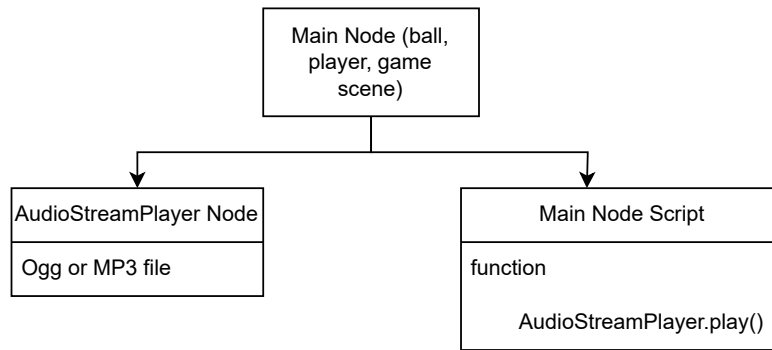 Main Node (ball,
player, game
scene)
AudioStreamPlayer Node
Ogg or MP3 file
Main Node Script
function
AudioStreamPlayer.play()